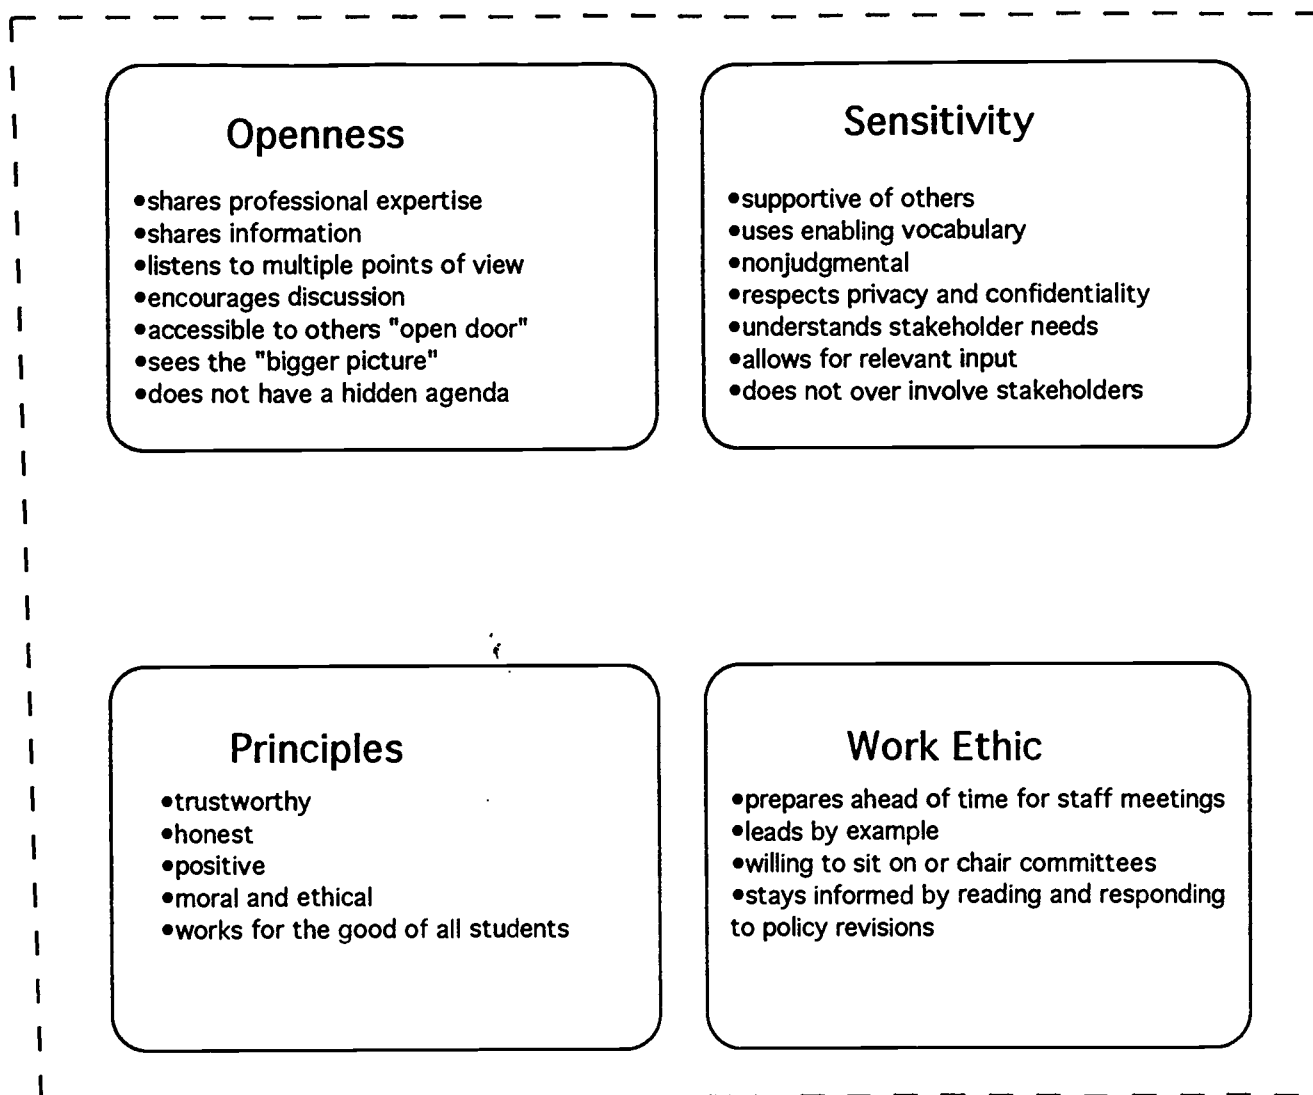 Openness
•shares professional expertise
•shares information
•listens to multiple points of view
•encourages discussion
•accessible to others "open door"
•sees the "bigger picture"
•does not have a hidden agenda
Sensitivity
•supportive of others
•uses enabling vocabulary
•nonjudgmental
•respects privacy and confidentiality
•understands stakeholder needs
•allows for relevant input
•does not over involve stakeholders
Principles
•trustworthy
•honest
•positive
•moral and ethical
•works for the good of all students
Work Ethic
•prepares ahead of time for staff meetings
•leads by example
•willing to sit on or chair committees
•stays informed by reading and responding
to policy revisions